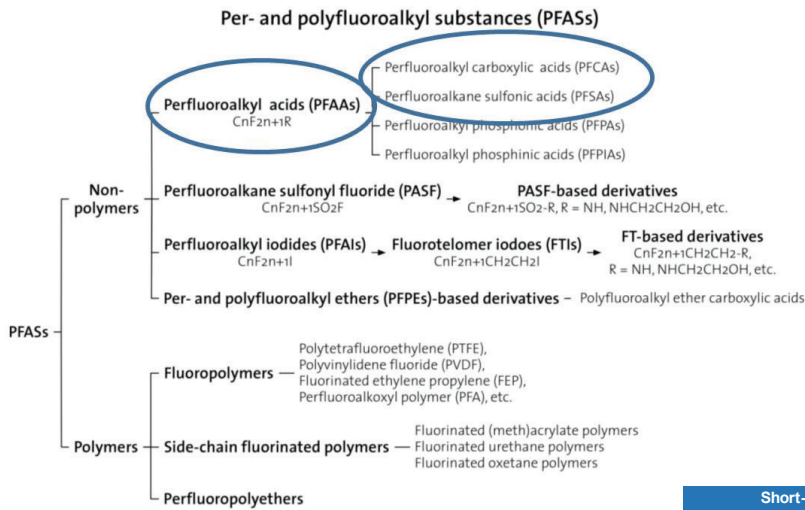 Per- and polyfluoroalkyl substances (PFASs)
Perfluoroalkyl carboxylic acids (PFCAs)
Perfluoroalkyl acids (PFAAs)
CnF2n+1R
Perfluoroalkane sulfonic acids (PFSAs)
Perfluoroalkyl phosphonic acids (PFPAs)
Perfluoroalkyl phosphinic acids (PFPIAs)
Non-
polymers
Perfluoroalkane sulfonyl fluoride (PASF)
CnF2n+1SO2F
PASF-based derivatives
CnF2n+1SO2-R, R = NH, NHCH2CH2OH, etc.
Perfluoroalkyl iodides (PFAIs)
CnF2n+1I
Fluorotelomer iodoes (FTIs)
CnF2n+1CH2CH2I
FT-based derivatives
CnF2n+1CH2CH2-R,
R = NH, NHCH2CH2OH, etc.
Per- and polyfluoroalkyl ethers (PFPEs)-based derivatives – Polyfluoroalkyl ether carboxylic acids
PFASs
Fluoropolymers
Polytetrafluoroethylene (PTFE),
Polyvinylidene fluoride (PVDF),
Fluorinated ethylene propylene (FEP),
Perfluoroalkoxyl polymer (PFA), etc.
Polymers
Side-chain fluorinated polymers
Fluorinated (meth)acrylate polymers
Fluorinated urethane polymers
Fluorinated oxetane polymers
Perfluoropolyethers
Short-